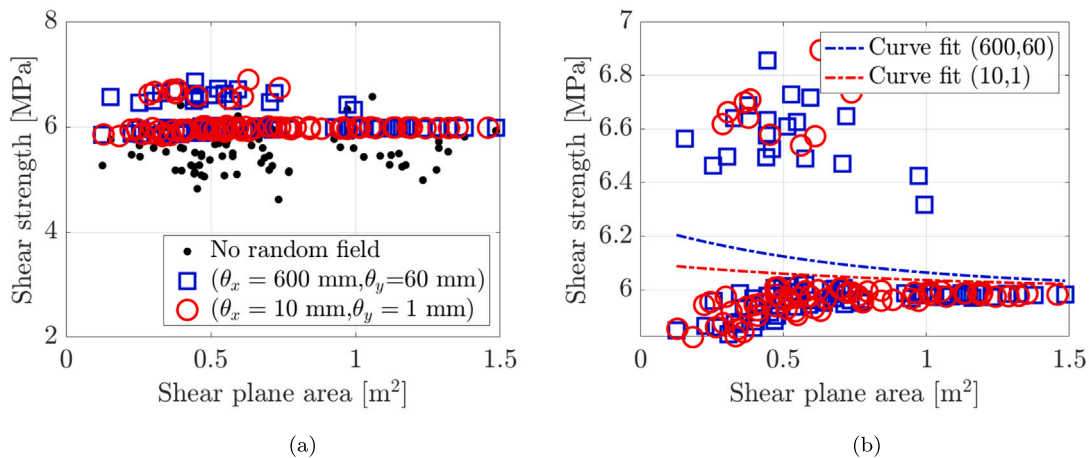 8
6
4
2
0
0.5
1
1.5
Shear strength [MPa]
Shear plane area [m²]
No random field
(θx = 600 mm,θy=60 mm)
(θx = 10 mm,θy = 1 mm)
(a)
7
6.8
6.6
6.4
6.2
6
0
0.5
1
1.5
Shear strength [MPa]
Shear plane area [m²]
Curve fit (600,60)
Curve fit (10,1)
(b)